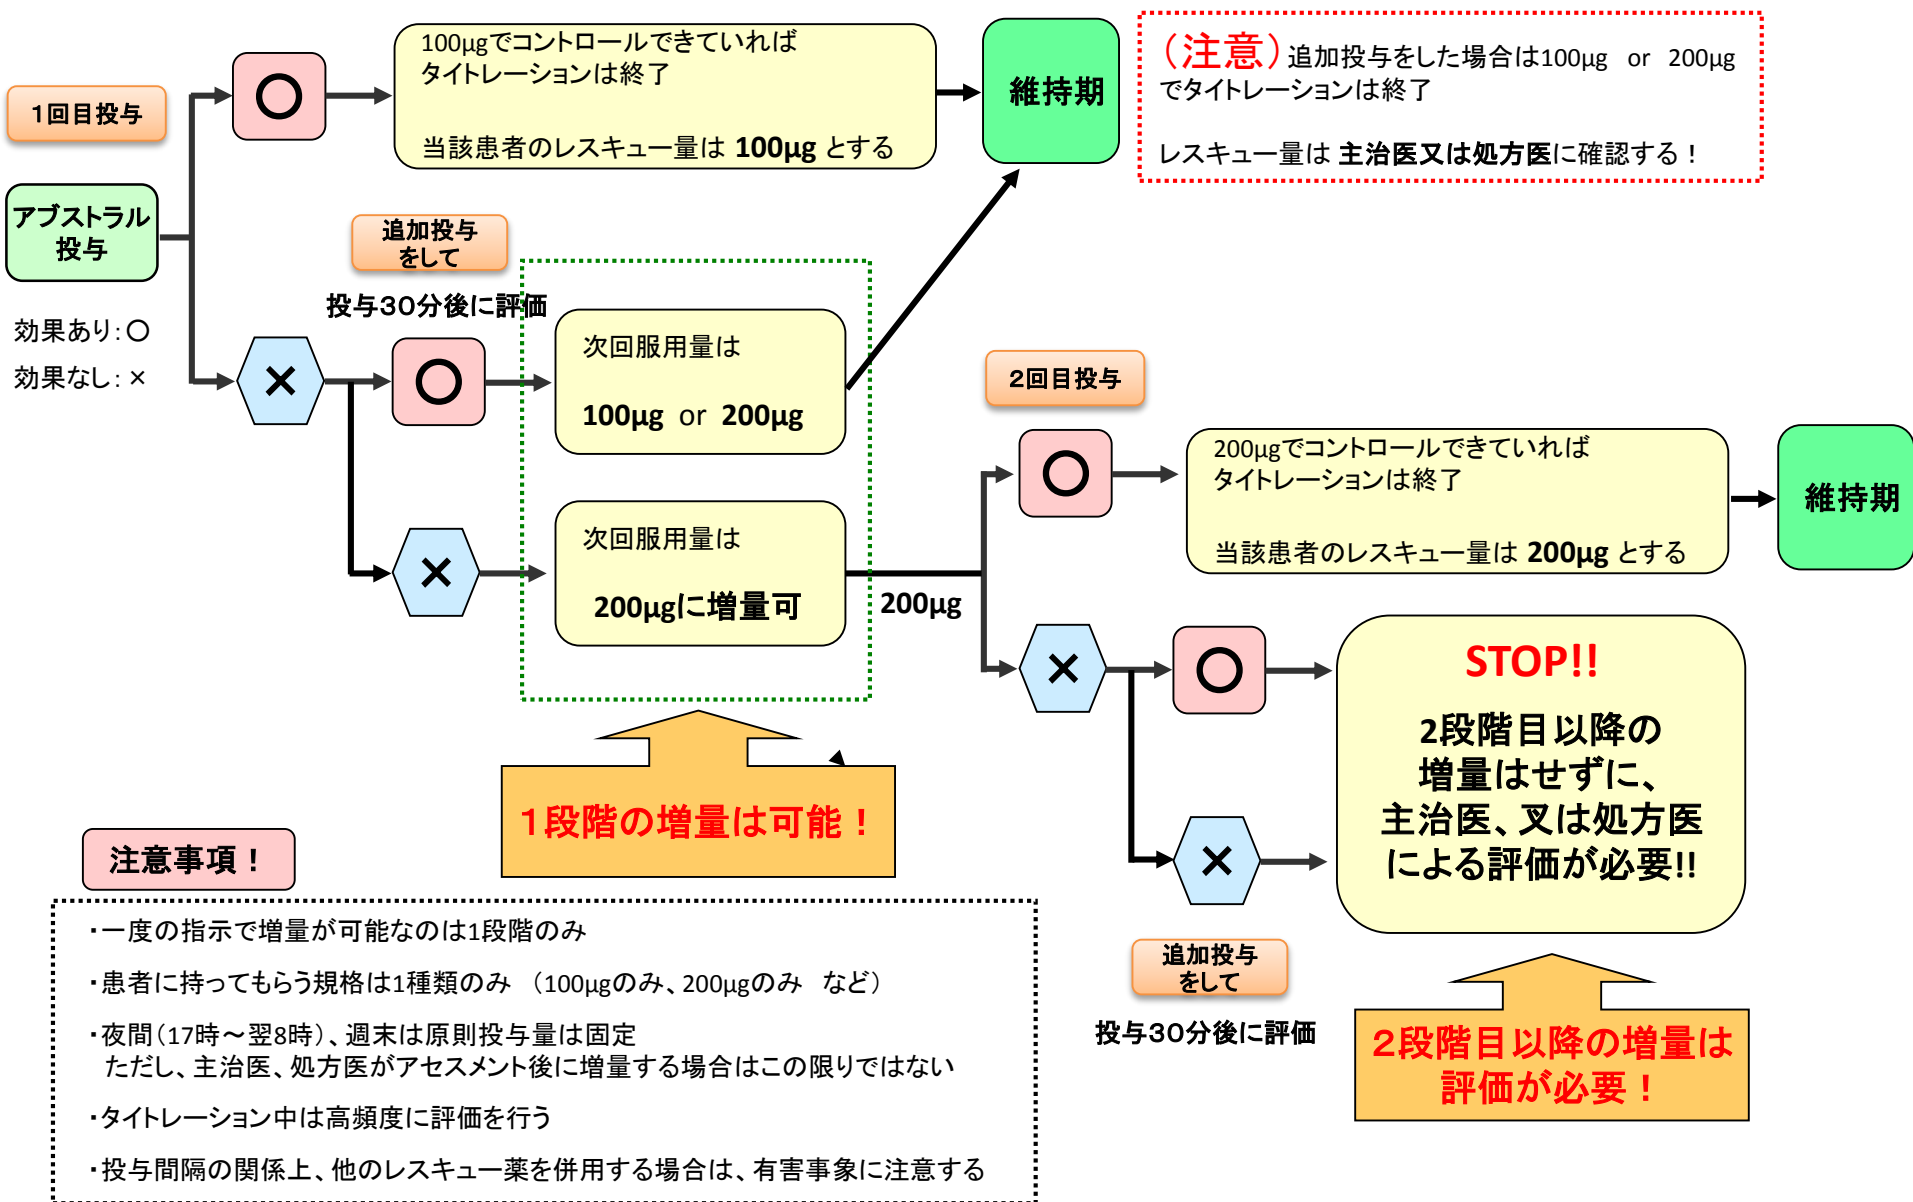 1回目投与
アブストラル
投与
効果あり：○
効果なし：×
○
100μgでコントロールできていれば
タイトレーションは終了
当該患者のレスキュー量は 100μg とする
維持期
（注意）追加投与をした場合は100μg or 200μg
でタイトレーションは終了
レスキュー量は 主治医又は処方医に確認する！
×
追加投与
をして
投与30分後に評価
○
次回服用量は
100μg or 200μg
×
次回服用量は
200μgに増量可
200μg
1段階の増量は可能！
2回目投与
○
200μgでコントロールできていれば
タイトレーションは終了
当該患者のレスキュー量は 200μg とする
維持期
×
○
×
追加投与
をして
投与30分後に評価
STOP!!
2段階目以降の
増量はせずに、
主治医、叉は処方医
による評価が必要!!
2段階目以降の増量は
評価が必要！
注意事項！
・一度の指示で増量が可能なのは1段階のみ
・患者に持ってもらう規格は1種類のみ （100μgのみ、200μgのみ など）
・夜間（17時～翌8時）、週末は原則投与量は固定
ただし、主治医、処方医がアセスメント後に増量する場合はこの限りではない
・タイトレーション中は高頻度に評価を行う
・投与間隔の関係上、他のレスキュー薬を併用する場合は、有害事象に注意する